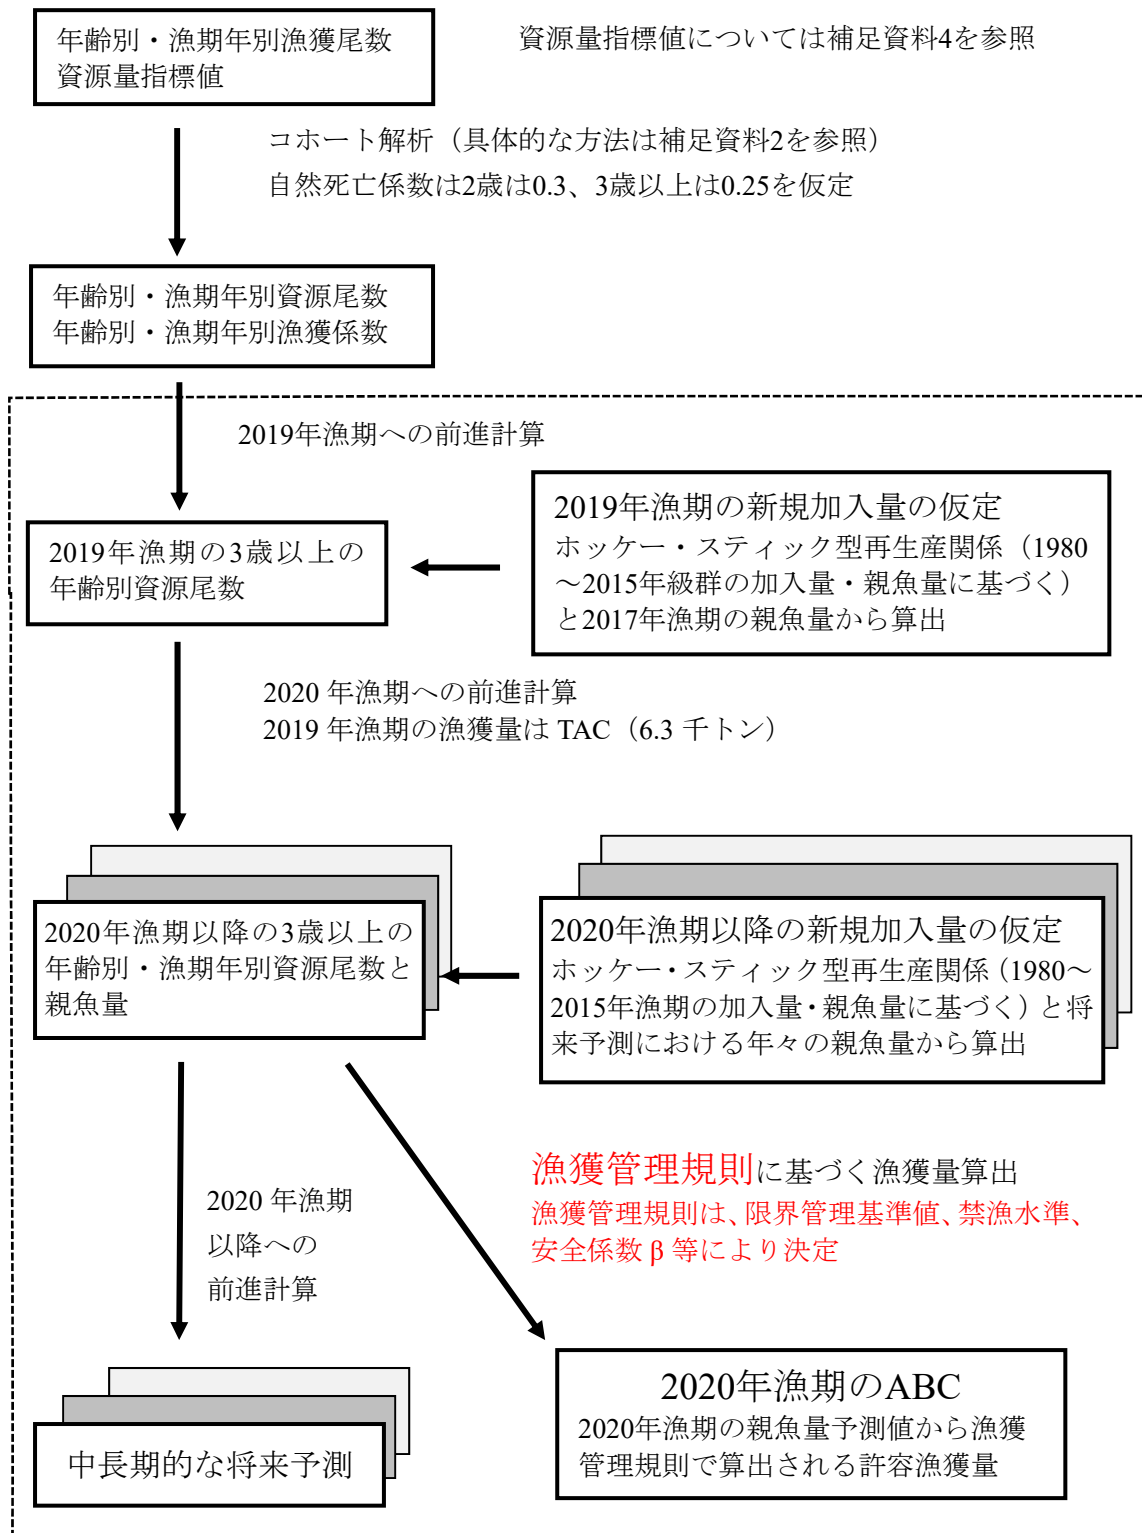 年齢別・漁期年別漁獲尾数
資源量指標値
資源量指標値については補足資料4を参照
コホート解析（具体的な方法は補足資料2を参照）
自然死亡係数は2歳は0.3、3歳以上は0.25を仮定
年齢別・漁期年別資源尾数
年齢別・漁期年別漁獲係数
2019年漁期への前進計算
2019年漁期の3歳以上の
年齢別資源尾数
2019年漁期の新規加入量の仮定
ホッケー・スティック型再生産関係（1980
～2015年級群の加入量・親魚量に基づく）
と2017年漁期の親魚量から算出
2020 年漁期への前進計算
2019 年漁期の漁獲量は TAC（6.3 千トン）
2020年漁期以降の3歳以上の
年齢別・漁期年別資源尾数と
親魚量
2020年漁期以降の新規加入量の仮定
ホッケー・スティック型再生産関係（1980～
2015年漁期の加入量・親魚量に基づく）と将
来予測における年々の親魚量から算出
2020 年漁期
以降への
前進計算
漁獲管理規則に基づく漁獲量算出
漁獲管理規則は、限界管理基準値、禁漁水準、
安全係数 β 等により決定
中長期的な将来予測
2020年漁期のABC
2020年漁期の親魚量予測値から漁獲
管理規則で算出される許容漁獲量